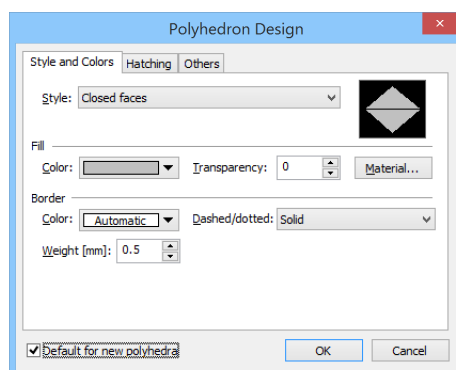 Polyhedron Design
Style and Colors Hatching Others
Style: Closed faces
Fill
Color: Transparency: 0 Material...
Border
Color: Automatic Dashed/dotted: Solid
Weight [mm]: 0.5
Default for new polyhedra OK Cancel